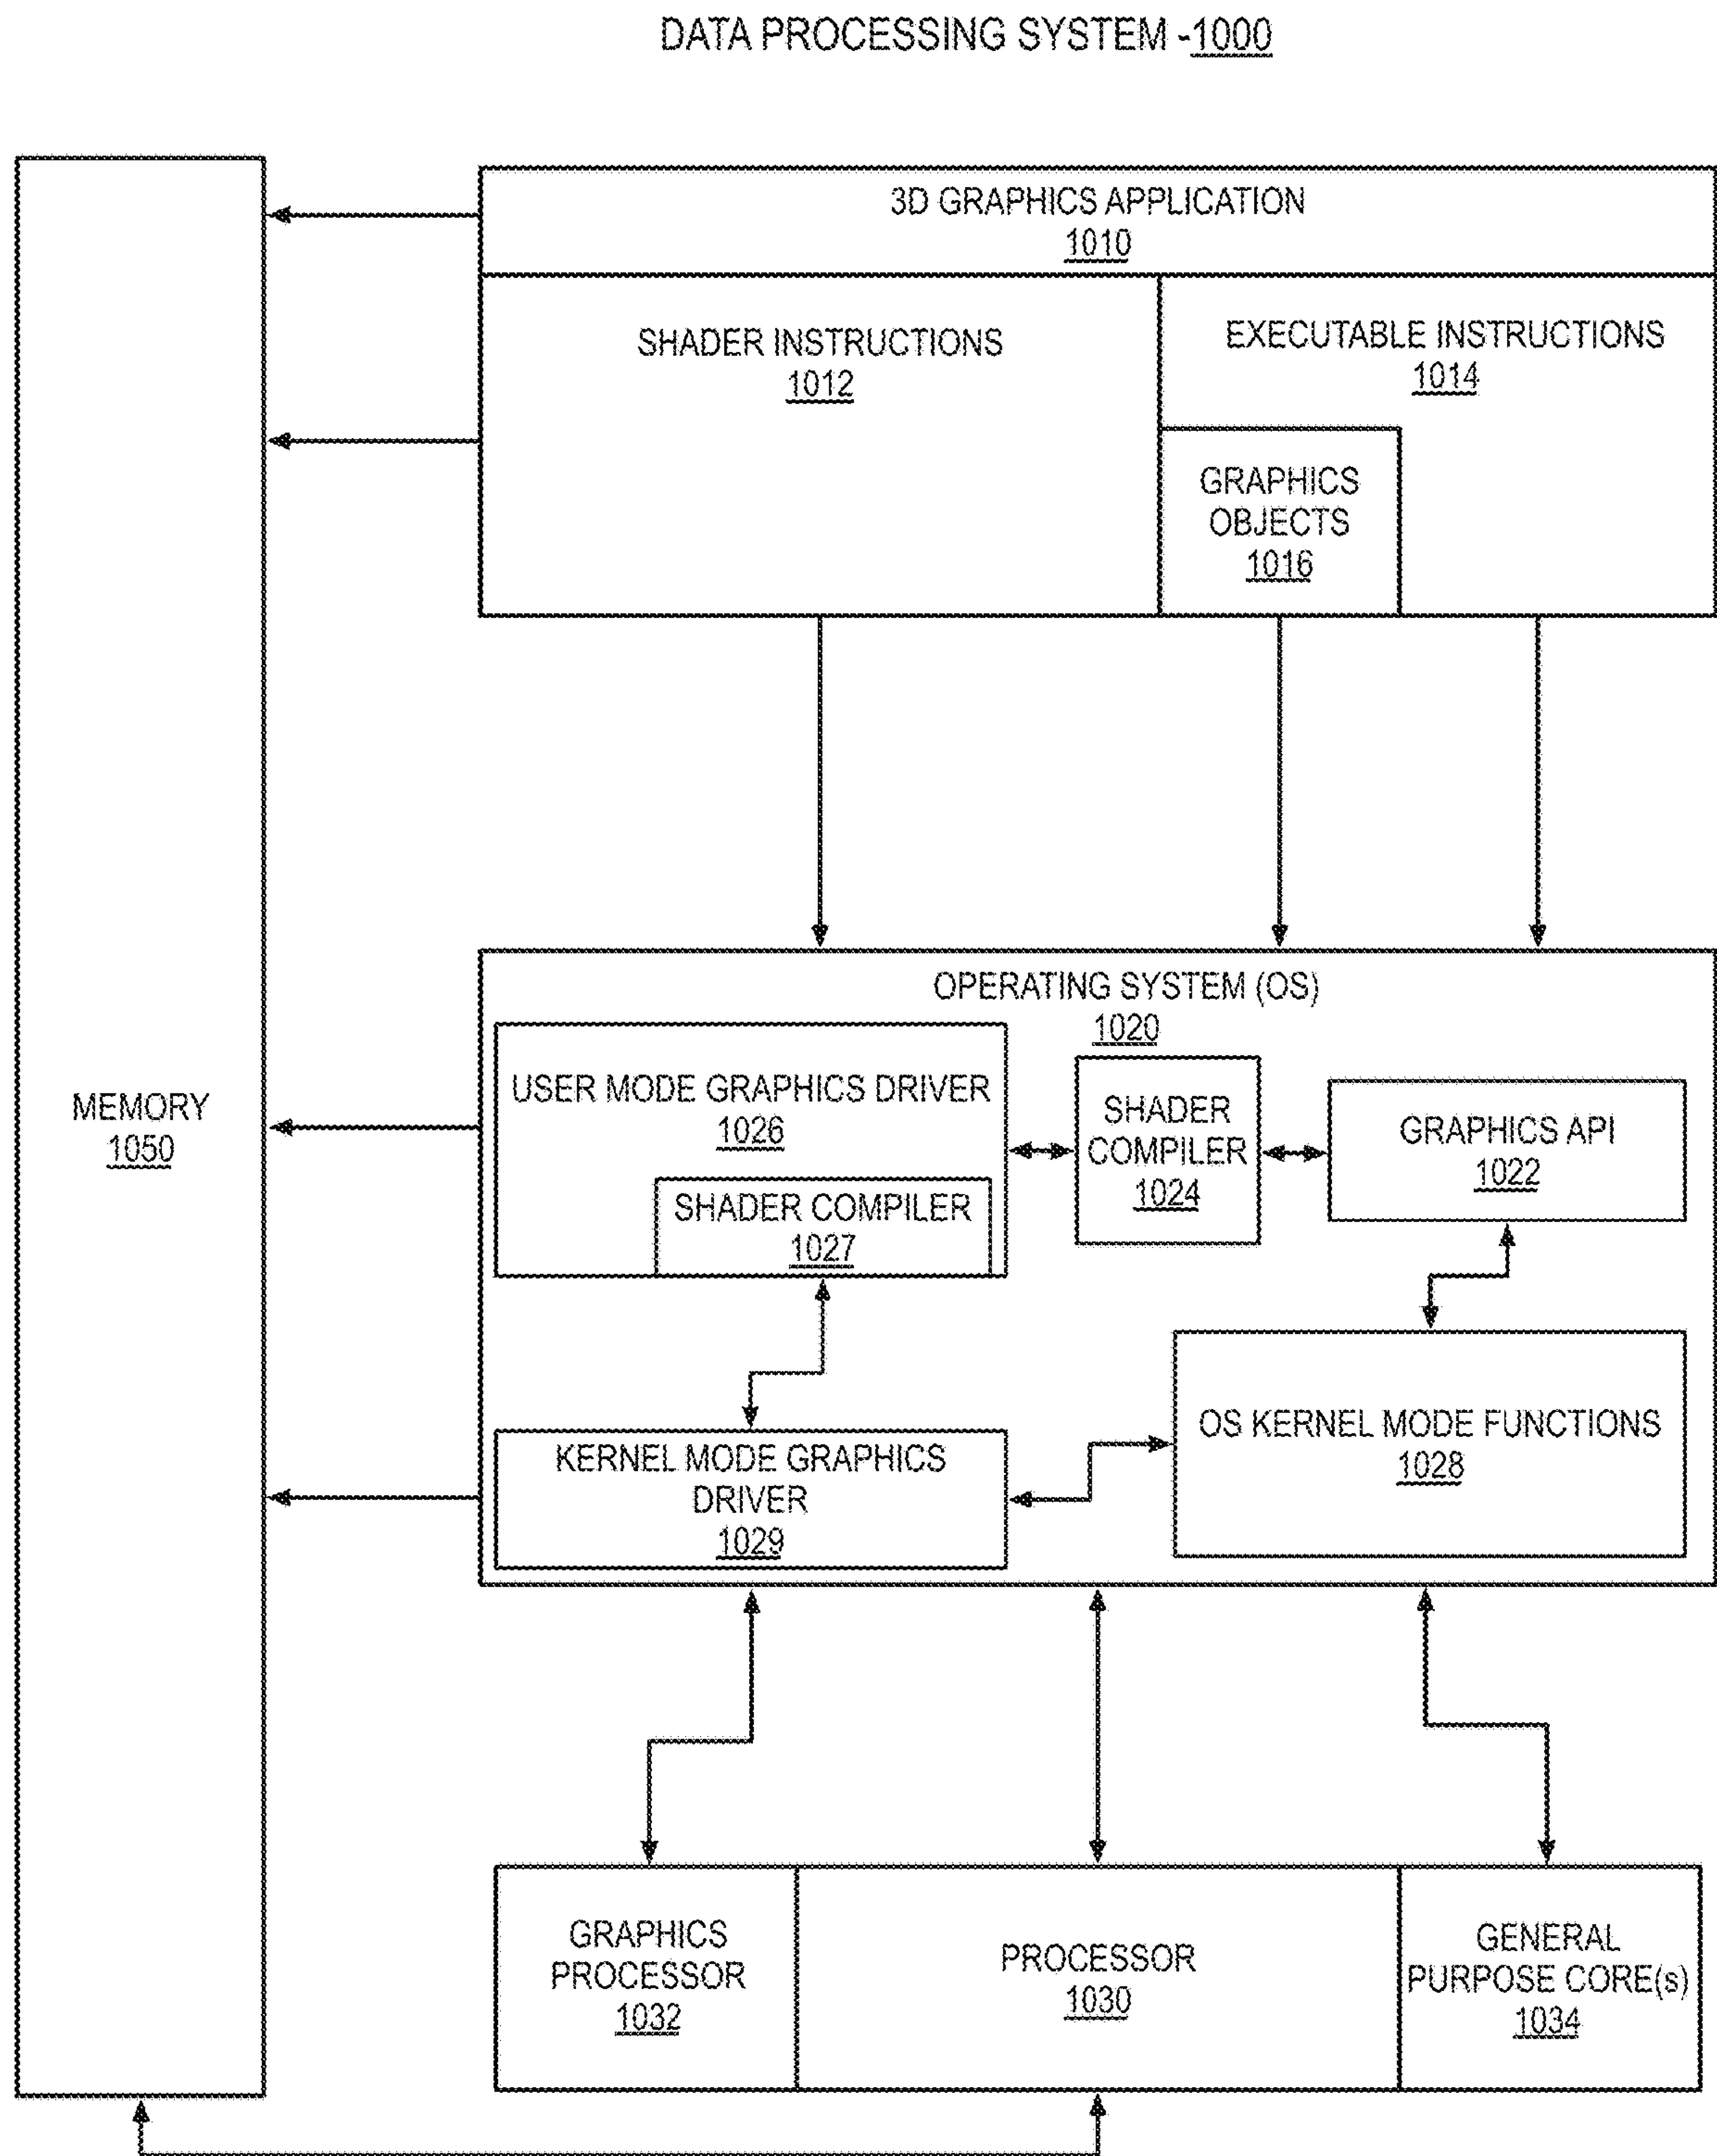 DATA PROCESSING SYSTEM -1000
3D GRAPHICS APPLICATION
1010
SHADER INSTRUCTIONS
1012
EXECUTABLE INSTRUCTIONS
1014
GRAPHICS
OBJECTS
1016
MEMORY
1050
OPERATING SYSTEM (OS)
1020
USER MODE GRAPHICS DRIVER
1026
SHADER COMPILER
1027
SHADER
COMPILER
1024
GRAPHICS API
1022
KERNEL MODE GRAPHICS
DRIVER
1029
OS KERNEL MODE FUNCTIONS
1028
GRAPHICS
PROCESSOR
1032
PROCESSOR
1030
GENERAL
PURPOSE CORE(s)
1034